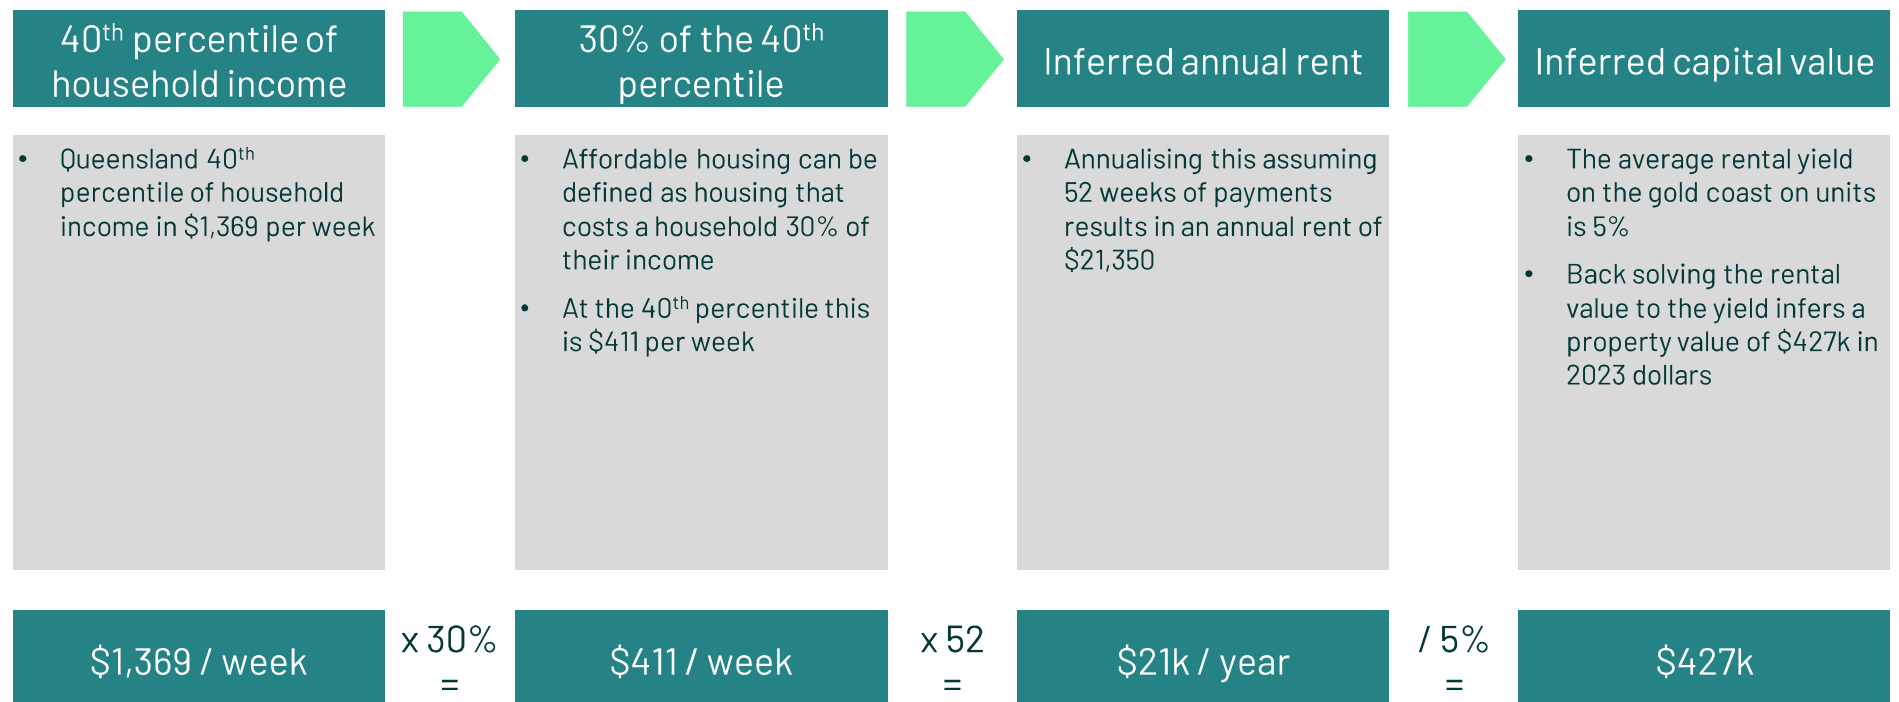 40th percentile of
household income
30% of the 40th
percentile
Inferred annual rent
Inferred capital value
• Queensland 40th
percentile of household
income in $1,369 per week
• Affordable housing can be
defined as housing that
costs a household 30% of
their income
• At the 40th percentile this
is $411 per week
• Annualising this assuming
52 weeks of payments
results in an annual rent of
$21,350
• The average rental yield
on the gold coast on units
is 5%
• Back solving the rental
value to the yield infers a
property value of $427k in
2023 dollars
$1,369 / week
x 30%
=
$411 / week
x 52
=
$21k / year
/ 5%
=
$427k